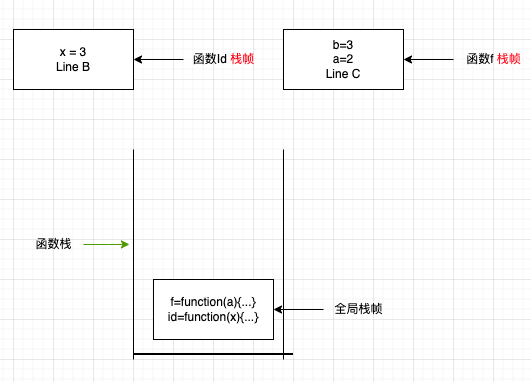 x = 3
Line B
函数Id 栈帧
b=3
a=2
Line C
函数f 栈帧
函数栈
f=function(a){...}
id=function(x){...}
全局栈帧